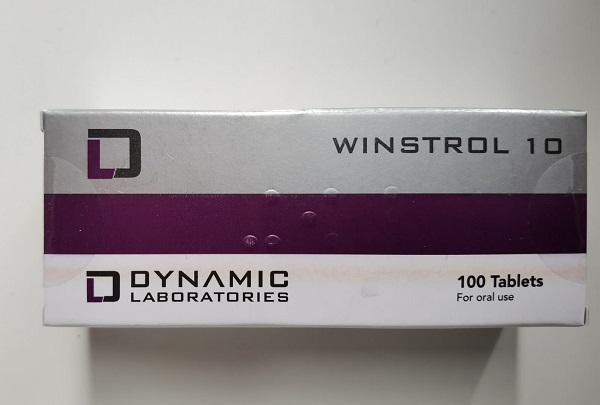 WINSTROL 10
DYNAMIC
LABORATORIES
100 Tablets
For oral use